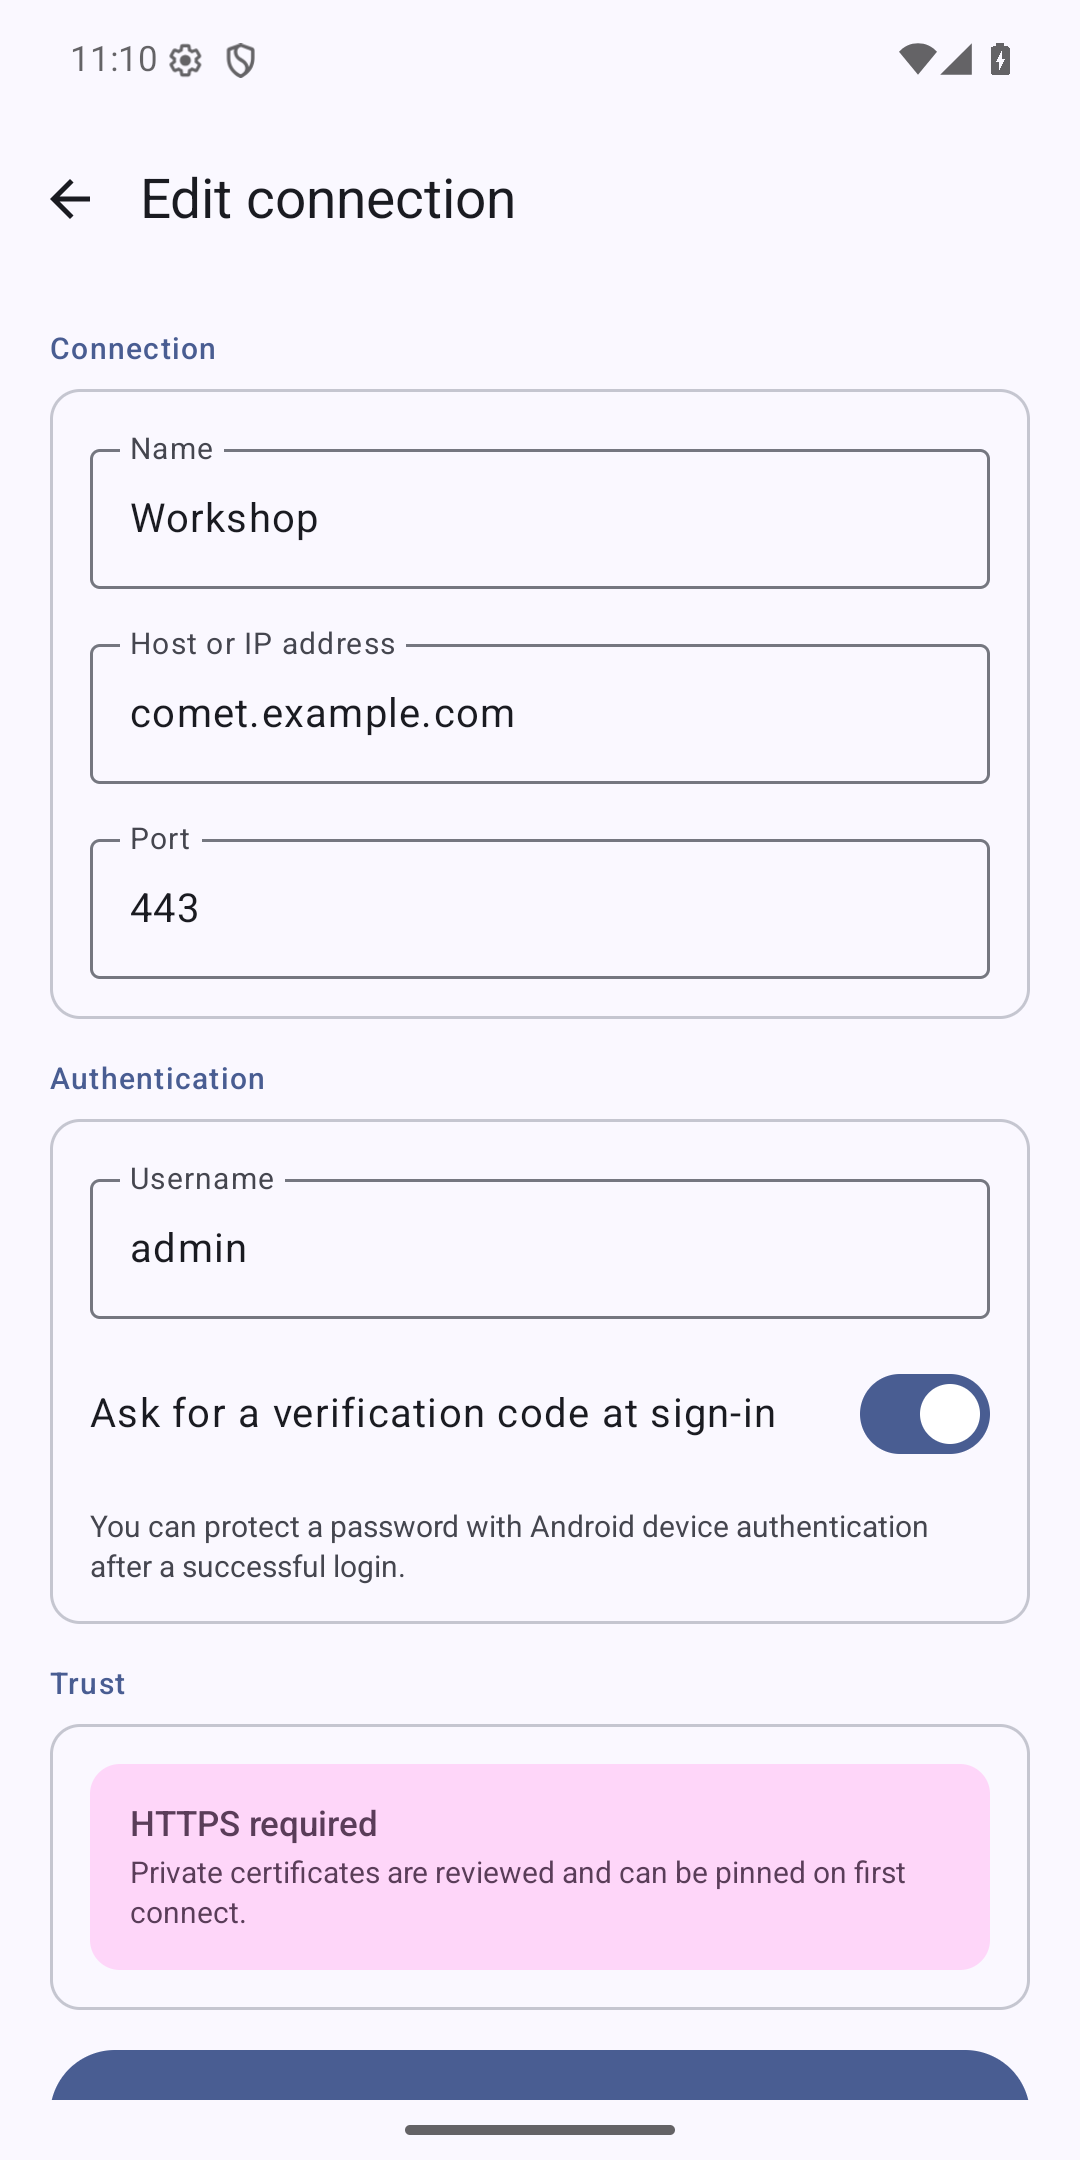 11:10
Edit connection
Connection
Name
Workshop
Host or IP address
comet.example.com
Port
443
Authentication
Username
admin
Ask for a verification code at sign-in
You can protect a password with Android device authentication
after a successful login.
Trust
HTTPS required
Private certificates are reviewed and can be pinned on first
connect.